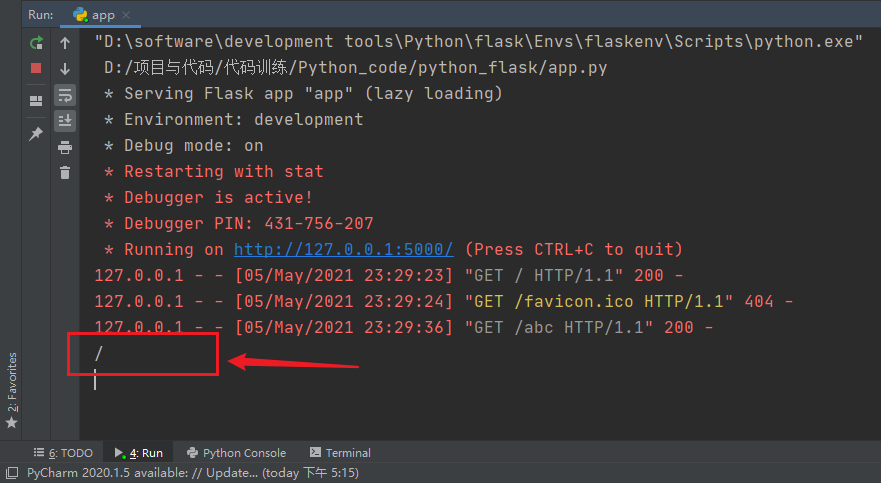 Run: app
"D:\software\development tools\Python\flask\Envs\flaskenv\Scripts\python.exe"
D:/项目与代码/代码训练/Python_code/python_flask/app.py
* Serving Flask app "app" (lazy loading)
* Environment: development
* Debug mode: on
* Restarting with stat
* Debugger is active!
* Debugger PIN: 431-756-207
* Running on http://127.0.0.1:5000/ (Press CTRL+C to quit)
127.0.0.1 - - [05/May/2021 23:29:23] "GET / HTTP/1.1" 200 -
127.0.0.1 - - [05/May/2021 23:29:24] "GET /favicon.ico HTTP/1.1" 404 -
127.0.0.1 - - [05/May/2021 23:29:36] "GET /abc HTTP/1.1" 200 -
/
2: Favorites
6: TODO 4: Run Python Console Terminal
PyCharm 2020.1.5 available: // Update... (today 下午 5:15)